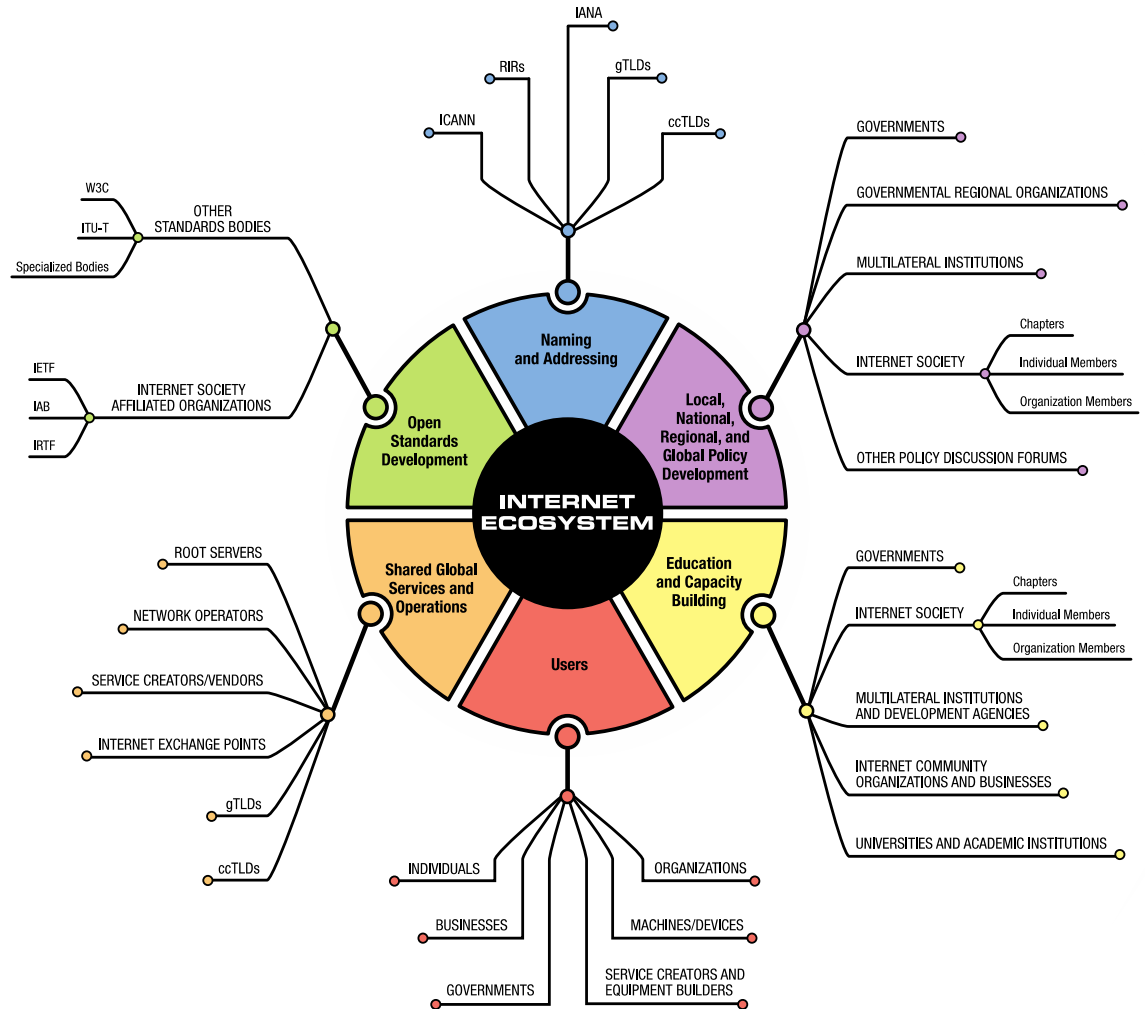 IANA
RIRs
gTLDs
ICANN
ccTLDs
GOVERNMENTS
GOVERNMENTAL REGIONAL ORGANIZATIONS
MULTILATERAL INSTITUTIONS
INTERNET SOCIETY
Chapters
Individual Members
Organization Members
OTHER POLICY DISCUSSION FORUMS
W3C
ITU-T
Specialized Bodies
OTHER
STANDARDS BODIES
IETF
IAB
IRTF
INTERNET SOCIETY
AFFILIATED ORGANIZATIONS
Naming
and Addressing
Local,
National,
Regional, and
Global Policy
Development
Open
Standards
Development
INTERNET
ECOSYSTEM
Shared Global
Services and
Operations
Education
and Capacity
Building
Users
ROOT SERVERS
NETWORK OPERATORS
SERVICE CREATORS/VENDORS
INTERNET EXCHANGE POINTS
gTLDs
ccTLDs
GOVERNMENTS
INTERNET SOCIETY
Chapters
Individual Members
Organization Members
MULTILATERAL INSTITUTIONS
AND DEVELOPMENT AGENCIES
INTERNET COMMUNITY
ORGANIZATIONS AND BUSINESSES
UNIVERSITIES AND ACADEMIC INSTITUTIONS
INDIVIDUALS
BUSINESSES
GOVERNMENTS
ORGANIZATIONS
MACHINES/DEVICES
SERVICE CREATORS AND
EQUIPMENT BUILDERS